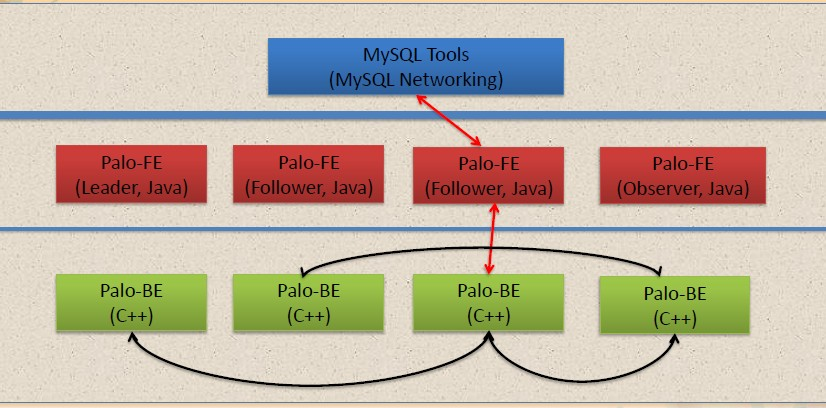 MySQL Tools
(MySQL Networking)
Palo-FE
(Leader, Java)
Palo-FE
(Follower, Java)
Palo-FE
(Follower, Java)
Palo-FE
(Observer, Java)
Palo-BE
(C++)
Palo-BE
(C++)
Palo-BE
(C++)
Palo-BE
(C++)